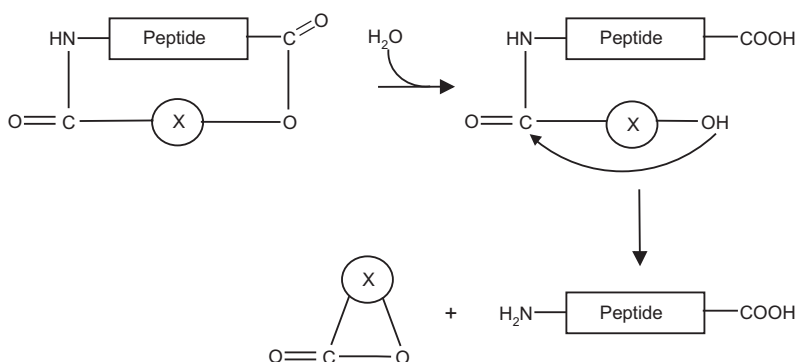 HN Peptide C O
O C X O
H₂O
HN Peptide COOH
O C X OH
X
O C O
+
H₂N Peptide COOH